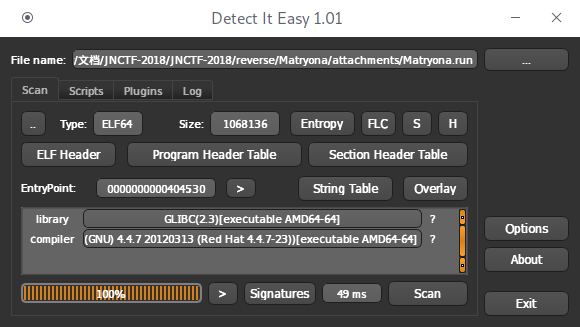 Detect It Easy 1.01
File name: /文档/JNCTF-2018/JNCTF-2018/reverse/Matryona/attachments/Matryona.run ...
Scan Scripts Plugins Log
.. Type: ELF64 Size: 1068136 Entropy FLC S H
ELF Header Program Header Table Section Header Table
EntryPoint: 0000000000404530 > String Table Overlay
library GLIBC(2.3)[executable AMD64-64] ?
compiler (GNU) 4.4.7 20120313 (Red Hat 4.4.7-23))[executable AMD64-64] ?
Options
About
100% > Signatures 49 ms Scan
Exit